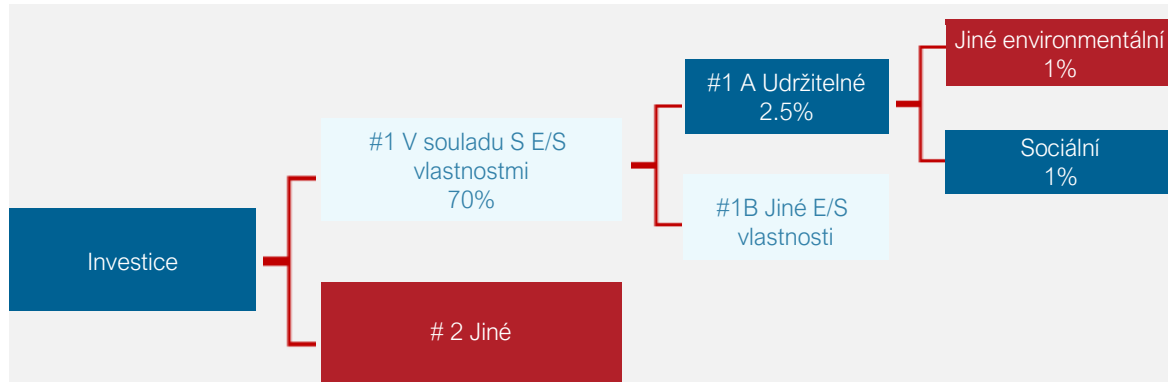 Investice
#1 V souladu S E/S
vlastnostmi
70%
# 2 Jiné
#1 A Udržitelné
2.5%
#1B Jiné E/S
vlastnosti
Jiné environmentální
1%
Sociální
1%